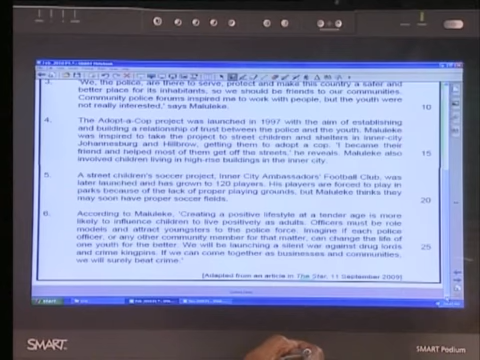 3. 'We, the police, are there to serve, protect and make this country a safer and
better place for its inhabitants, so we should be friends to our communities.
Community police forums inspired me to work with people, but the youth were
not really interested,' says Maluleke. 10
4. The Adopt-a-Cop project was launched in 1997 with the aim of establishing
and building a relationship of trust between the police and the youth. Maluleke
was inspired to take the project to street children and shelters in inner-city
Johannesburg and Hillbrow, getting them to adopt a cop. 'I became their
friend and helped most of them get off the streets,' he reveals. Maluleke also 15
involved children living in high-rise buildings in the inner city.
5. A street children's soccer project, Inner City Ambassadors' Football Club, was
later launched and has grown to 120 players. His players are forced to play in
parks because of the lack of proper playing grounds, but Maluleke thinks they
may soon have proper soccer fields. 20
6. According to Maluleke, 'Creating a positive lifestyle at a tender age is more
likely to influence children to live positively as adults. Officers must be role
models and attract youngsters to the police force. Imagine if each police
officer, or any other community member for that matter, can change the life of
one youth for the better. We will be launching a silent war against drug lords 25
and crime kingpins. If we can come together as businesses and communities,
we will surely beat crime.'
[Adapted from an article in The Star, 11 September 2009]
SMART
SMART Podium